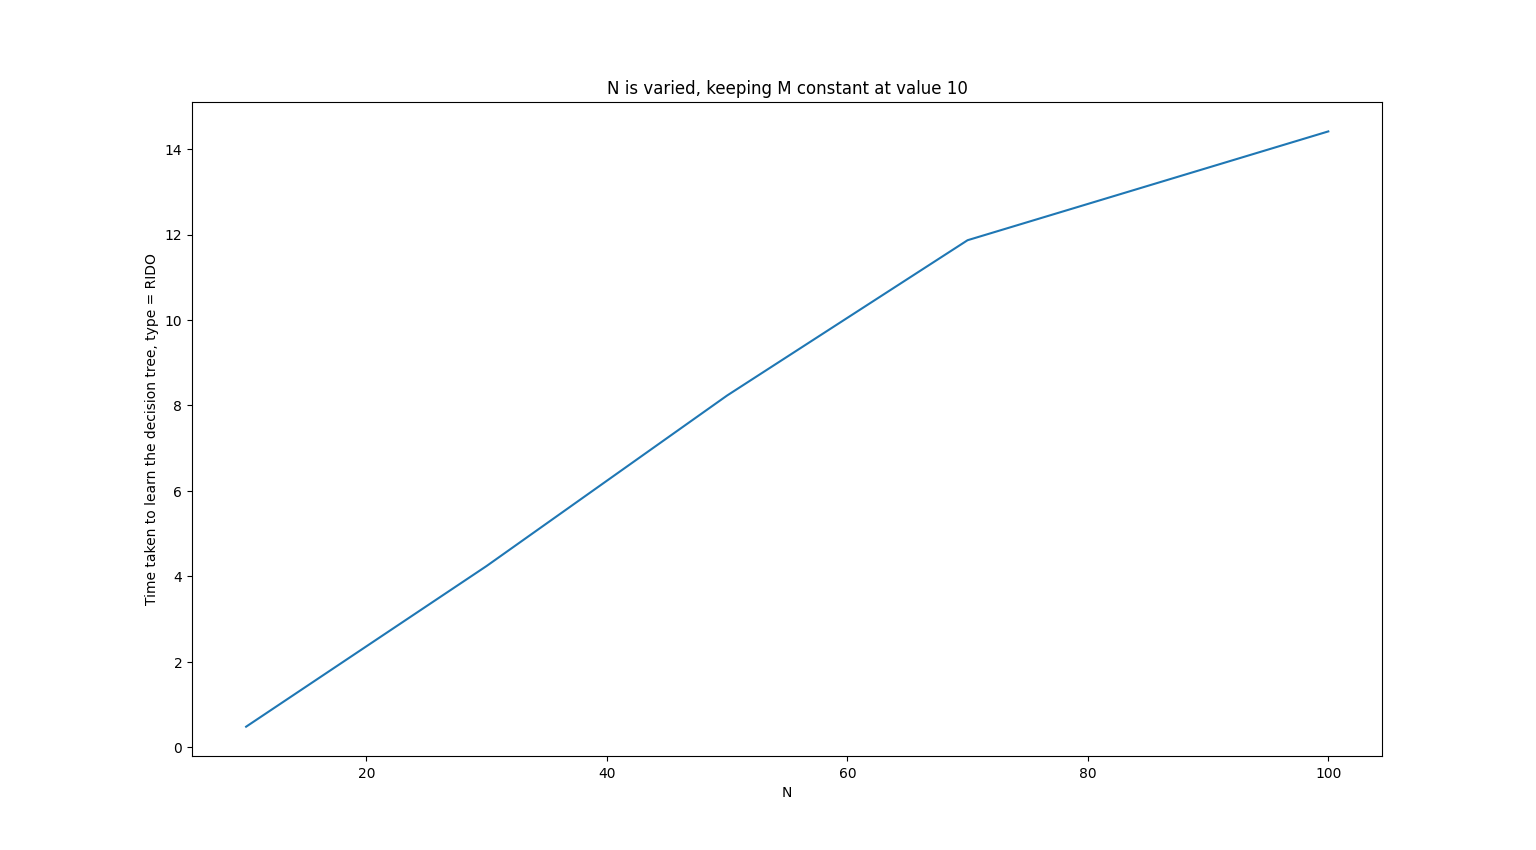 N is varied, keeping M constant at value 10
Time taken to learn the decision tree, type = RIDO
14
12
10
8
6
4
2
0
20 40 60 80 100
N